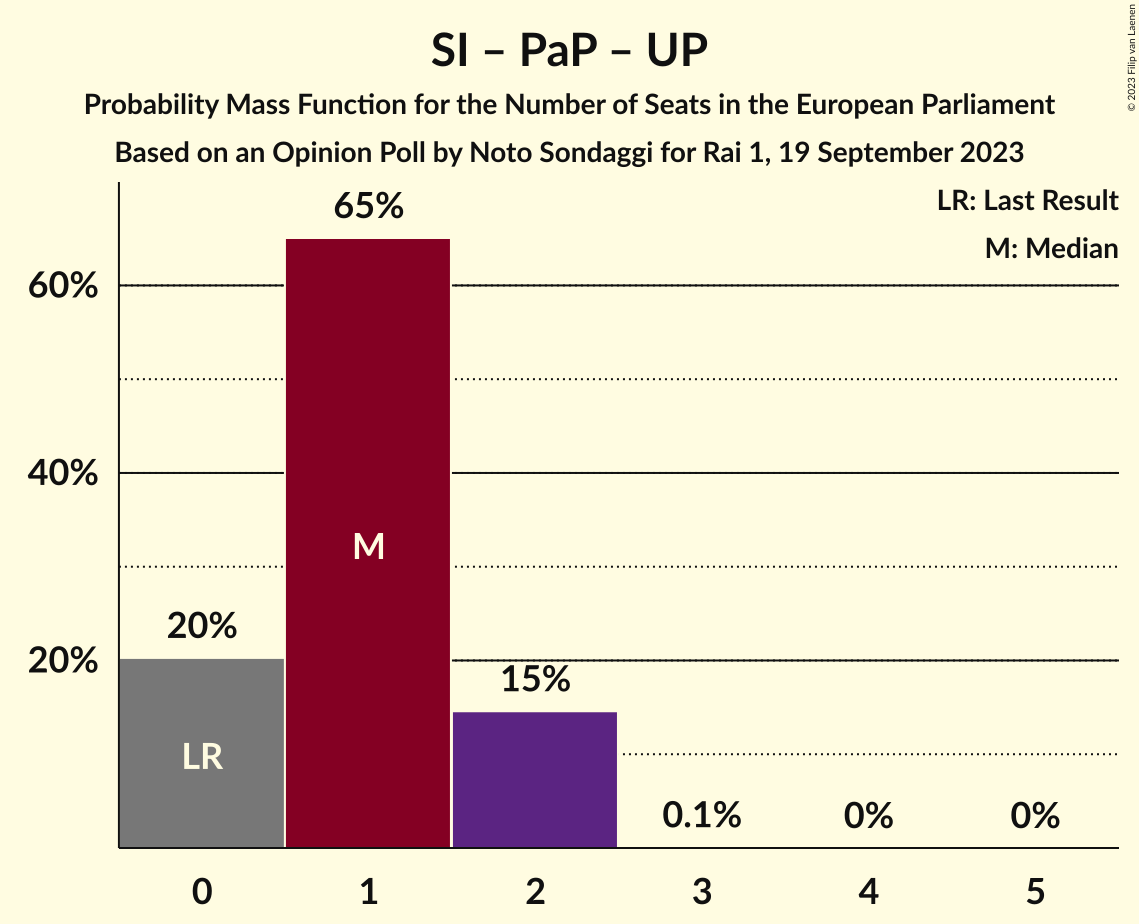 SI – PaP – UP
Probability Mass Function for the Number of Seats in the European Parliament
Based on an Opinion Poll by Noto Sondaggi for Rai 1, 19 September 2023
© 2023 Filip van Laenen
LR: Last Result
M: Median
65%
60%
40%
M
20%
20%
15%
LR
0.1%
0%
0%
0
1
2
3
4
5